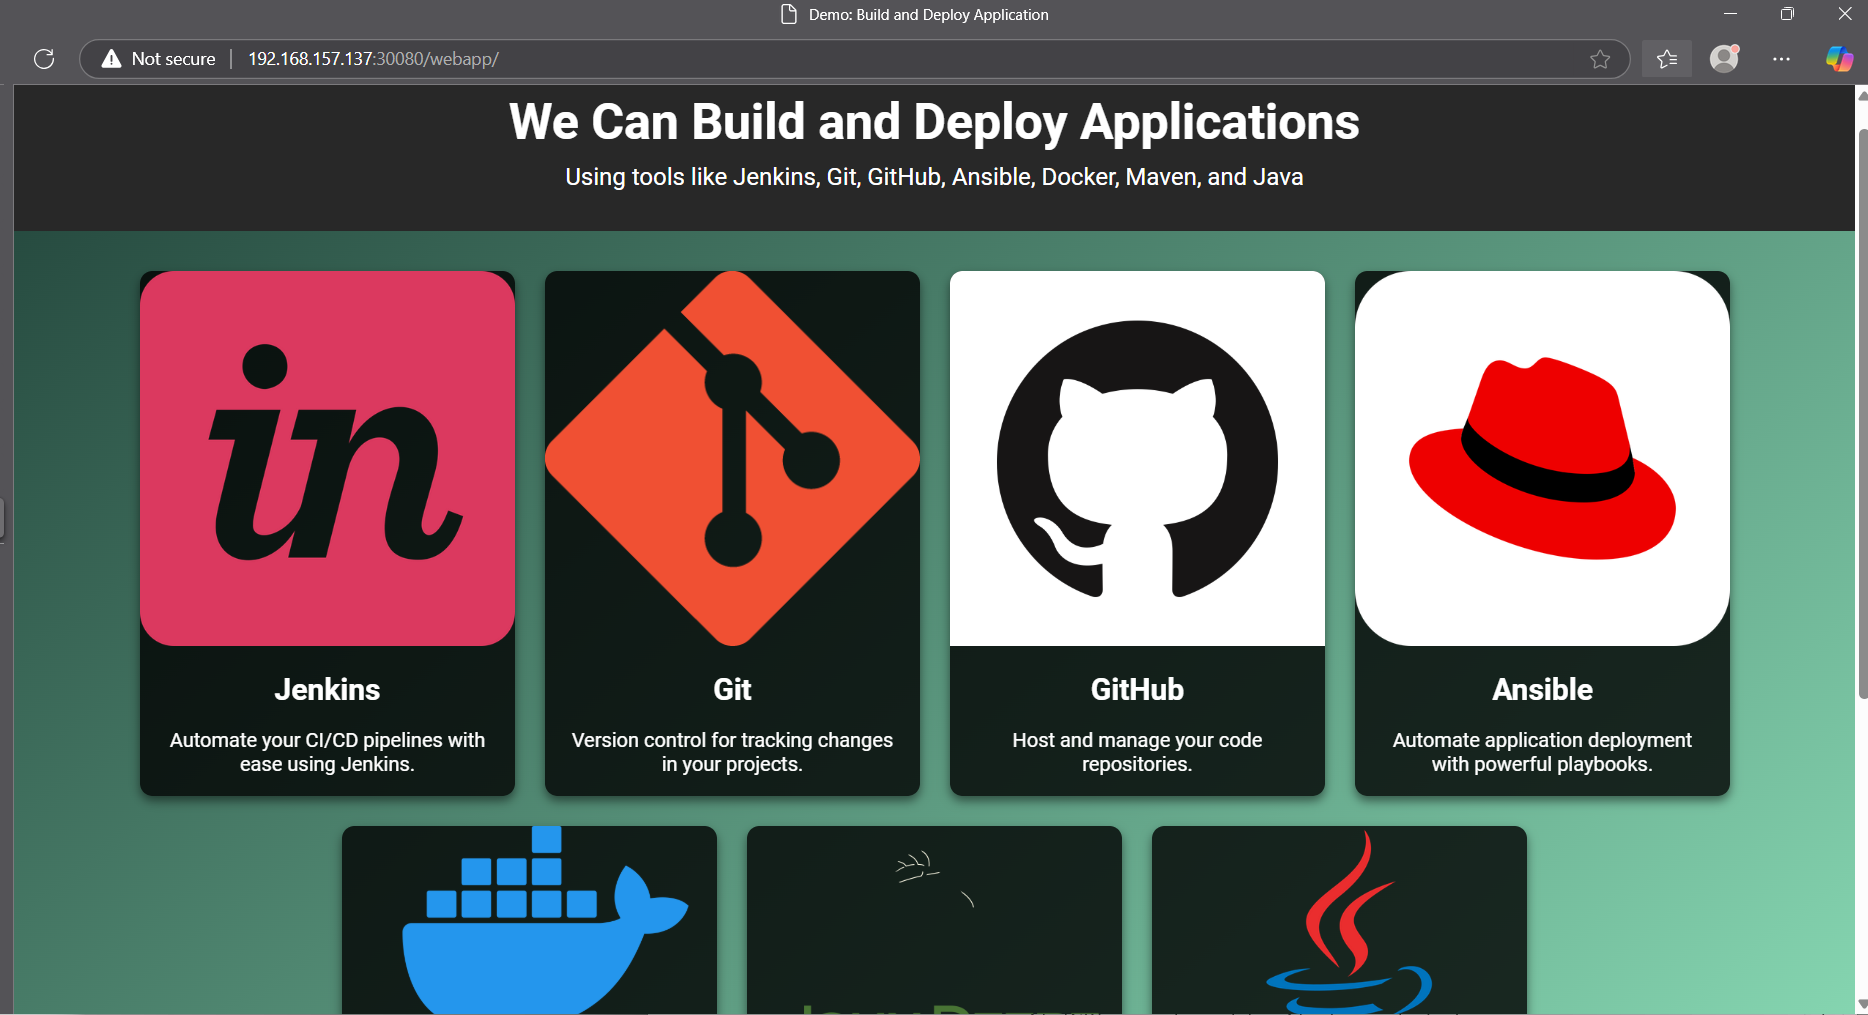 Demo: Build and Deploy Application
Not secure
192.168.157.137:30080/webapp/
We Can Build and Deploy Applications
Using tools like Jenkins, Git, GitHub, Ansible, Docker, Maven, and Java
in
Jenkins
Automate your CI/CD pipelines with
ease using Jenkins.
Git
Version control for tracking changes
in your projects.
GitHub
Host and manage your code
repositories.
Ansible
Automate application deployment
with powerful playbooks.